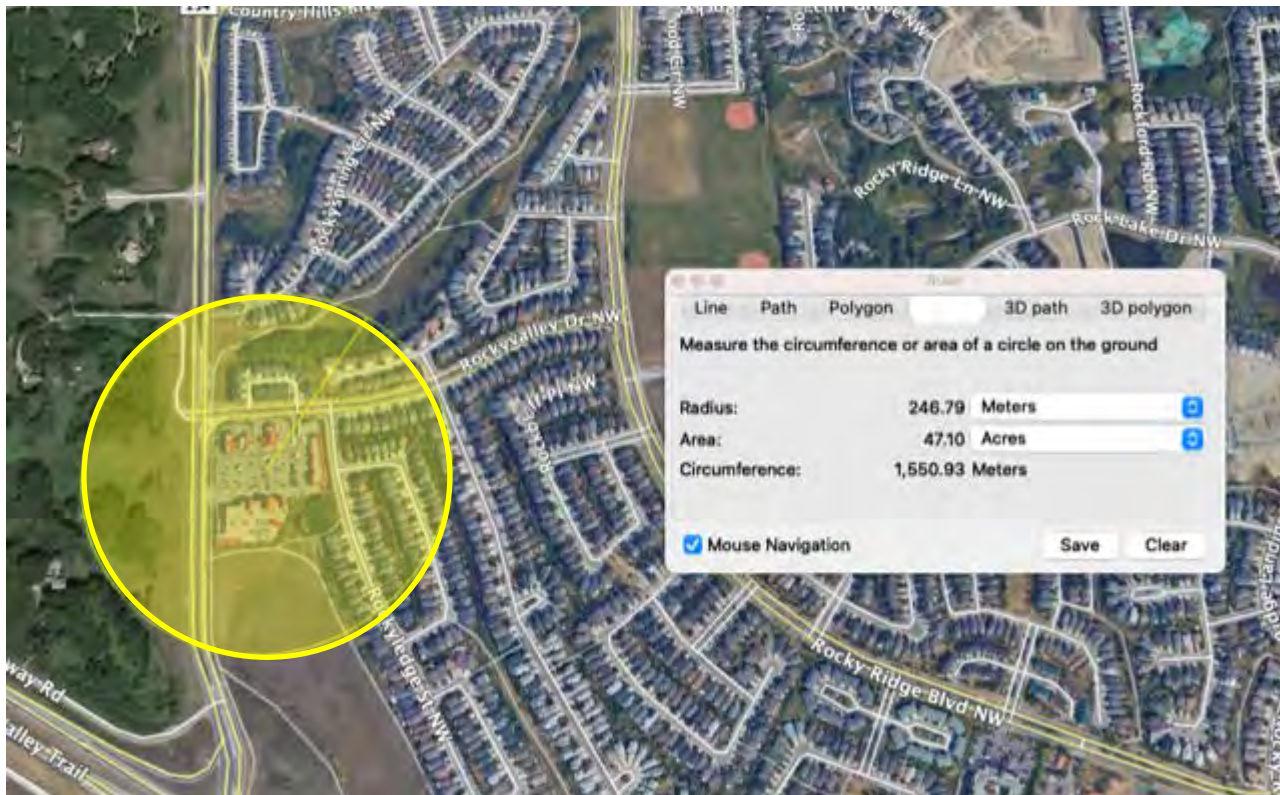 Country Hills Blv
Rockyspring Cir NW
Rocky Ridge Ln NW
Rockford Rd NW
Rock Lake Dr NW
Rockyvalley Dr NW
Line Path Polygon 3D path 3D polygon
Measure the circumference or area of a circle on the ground
Radius: 246.79 Meters
Area: 47.10 Acres
Circumference: 1,550.93 Meters
Mouse Navigation Save Clear
Rockyledge St NW
Rocky Ridge Blvd NW
way Rd
alley Trail